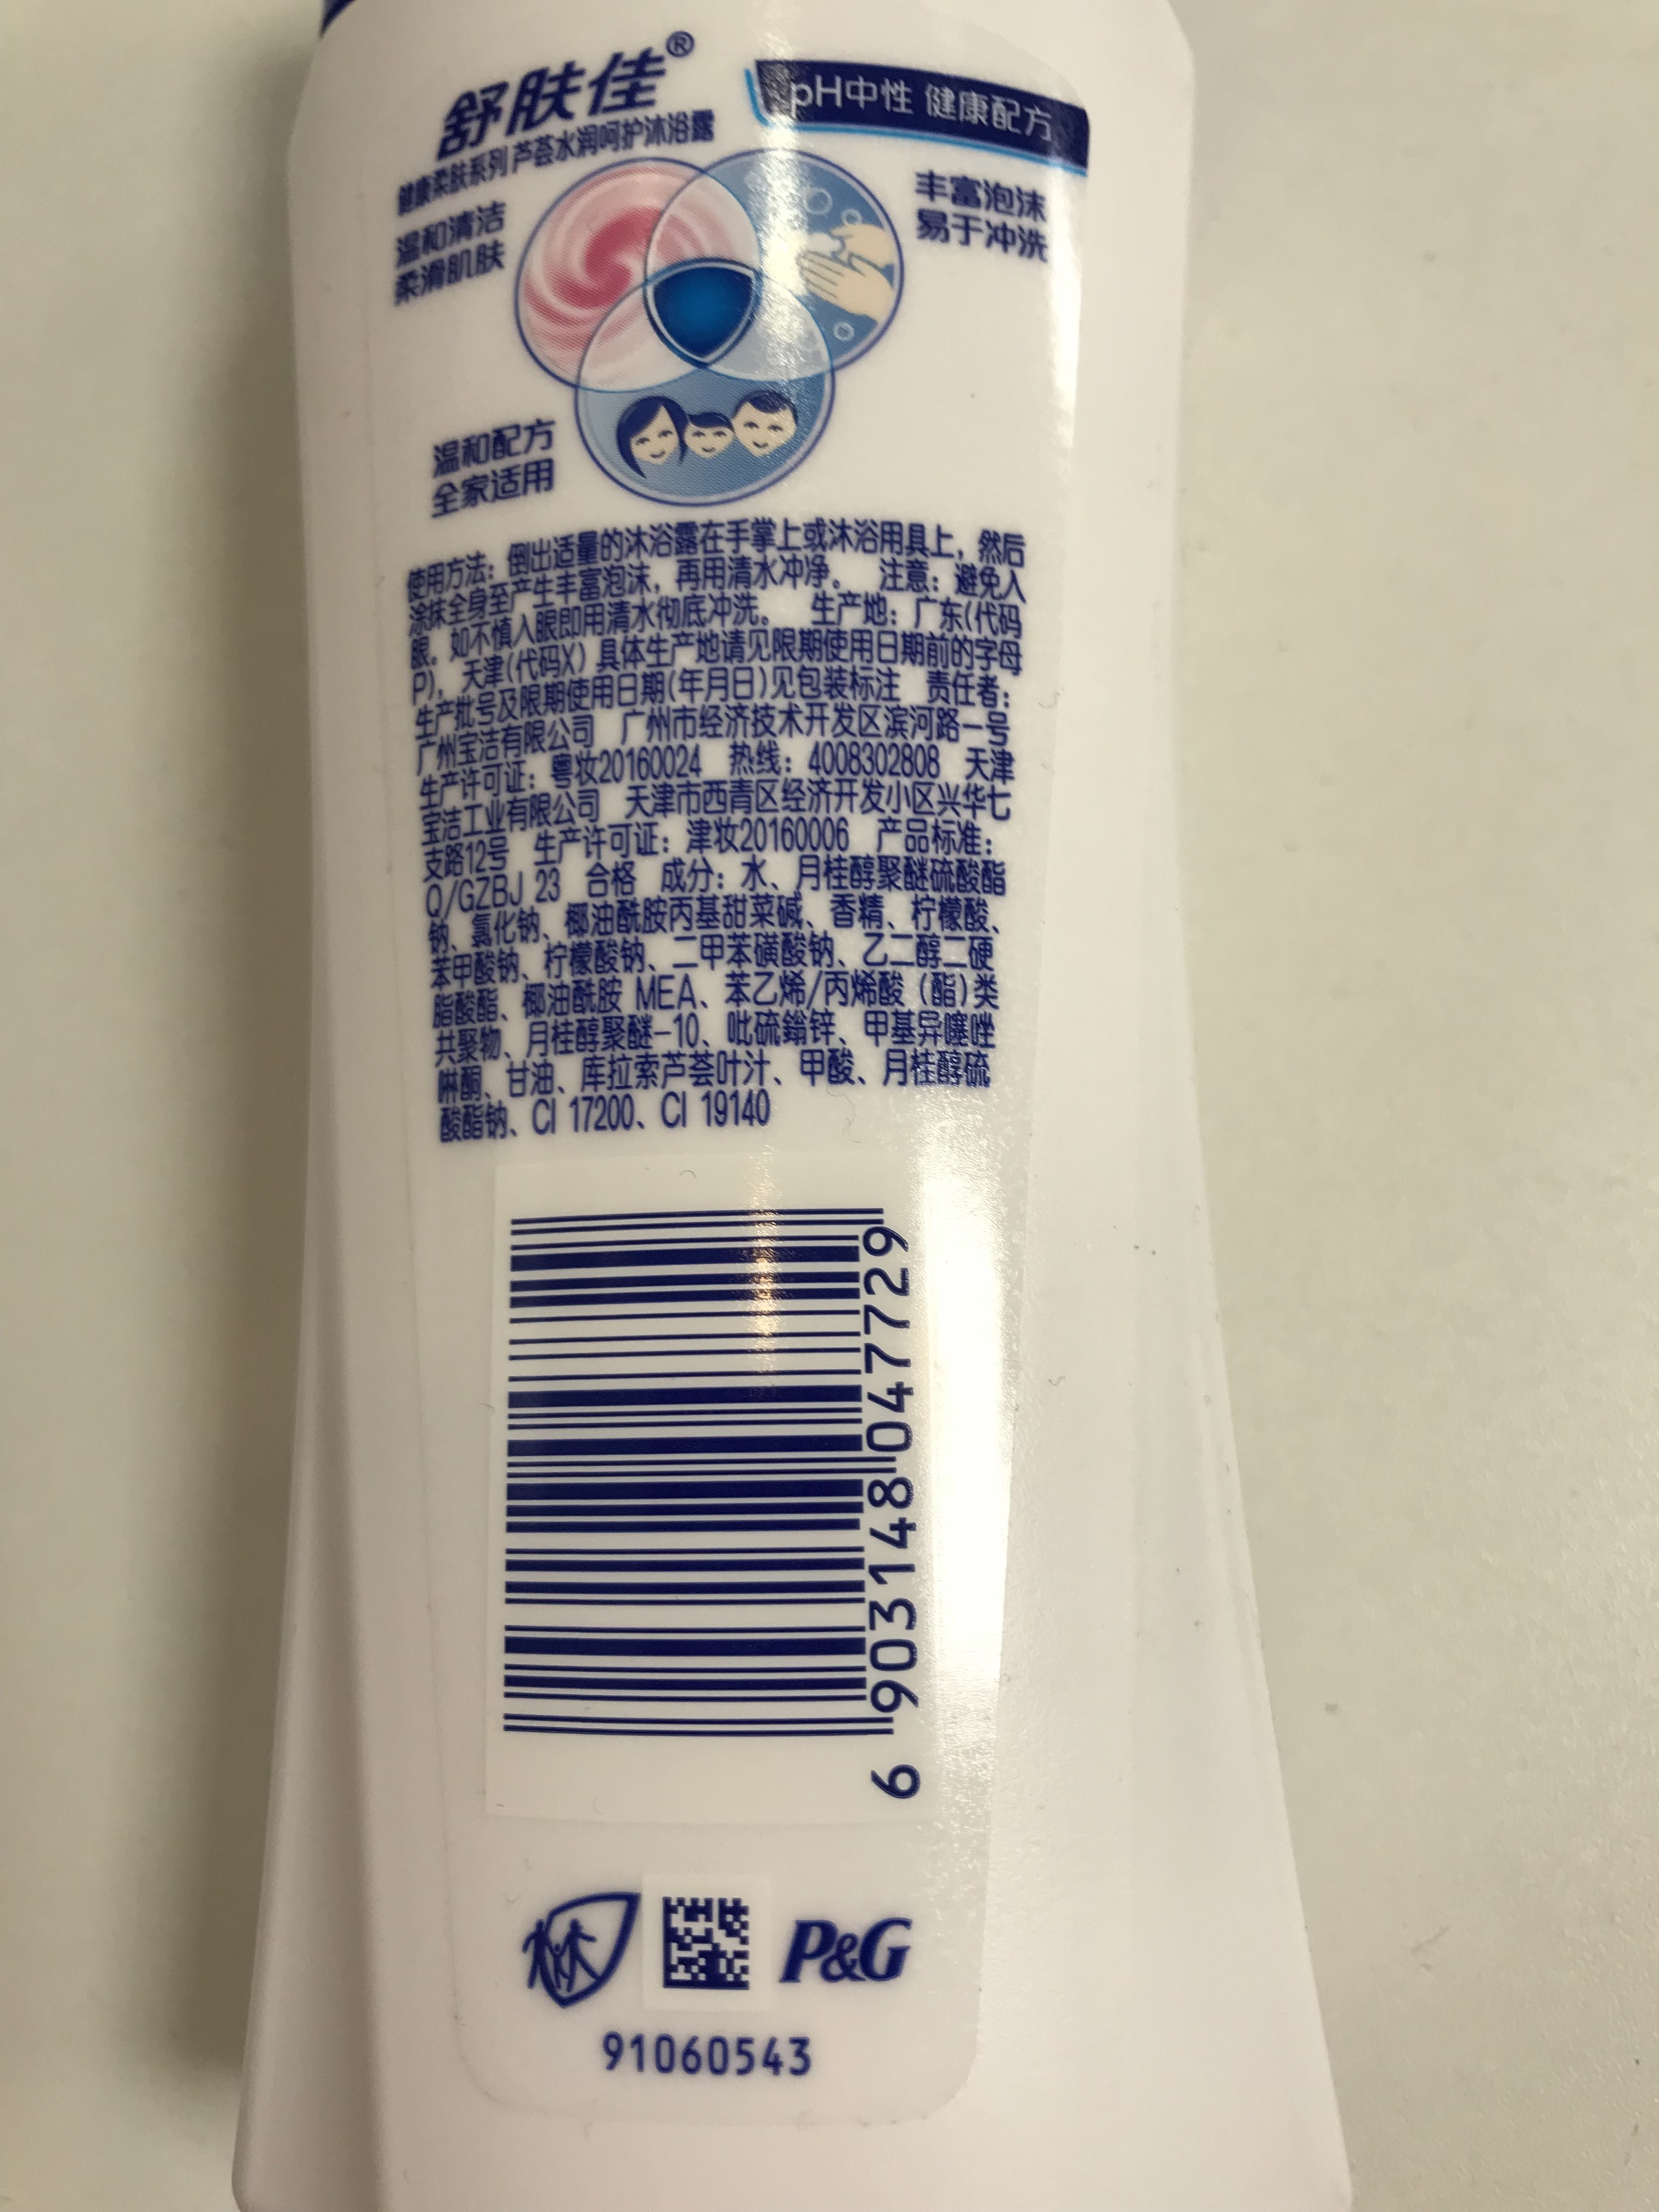 舒肤佳®
健康柔肤系列 芦荟水润呵护沐浴露
pH中性 健康配方
温和清洁
柔滑肌肤
丰富泡沫
易于冲洗
温和配方
全家适用
使用方法：倒出适量的沐浴露在手掌上或沐浴用具上，然后
涂抹全身至产生丰富泡沫，再用清水冲净。 注意：避免入
眼。如不慎入眼即用清水彻底冲洗。 生产地：广东(代码
P)，天津(代码X) 具体生产地请见限期使用日期前的字母
生产批号及限期使用日期(年月日)见包装标注 责任者：
广州宝洁有限公司 广州市经济技术开发区滨河路一号
生产许可证：粤妆20160024 热线：4008302808 天津
宝洁工业有限公司 天津市西青区经济开发小区兴华七
支路12号 生产许可证：津妆20160006 产品标准：
Q/GZBJ 23 合格 成分：水、月桂醇聚醚硫酸酯
钠、氯化钠、椰油酰胺丙基甜菜碱、香精、柠檬酸、
苯甲酸钠、柠檬酸钠、二甲苯磺酸钠、乙二醇二硬
脂酸酯、椰油酰胺 MEA、苯乙烯/丙烯酸（酯)类
共聚物、月桂醇聚醚-10、吡硫鎓锌、甲基异噻唑
啉酮、甘油、库拉索芦荟叶汁、甲酸、月桂醇硫
酸酯钠、CI 17200、CI 19140
6 903148 047729
P&G
91060543